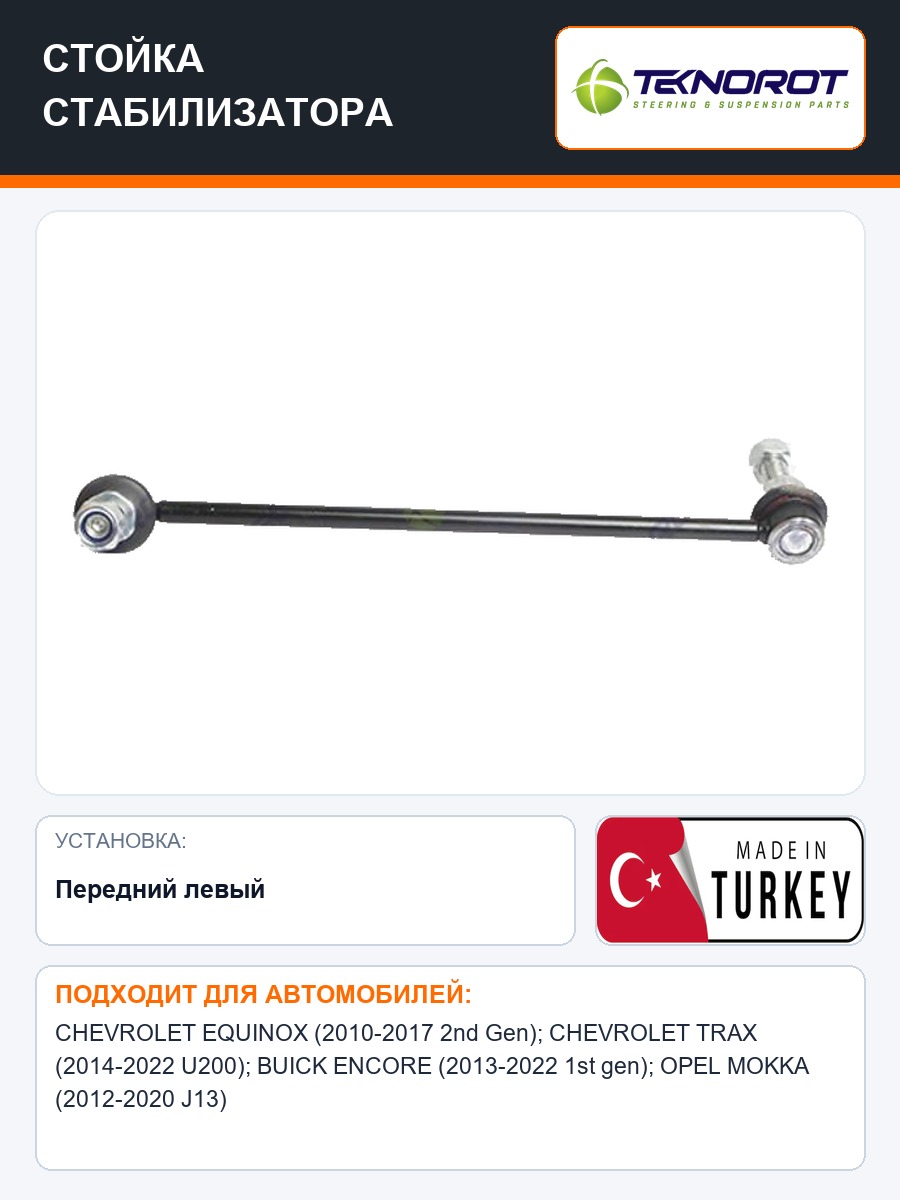 СТОЙКА
СТАБИЛИЗАТОРА
TEKNOROT
STEERING & SUSPENSION PARTS
УСТАНОВКА:
Передний левый
MADE IN
TURKEY
ПОДХОДИТ ДЛЯ АВТОМОБИЛЕЙ:
CHEVROLET EQUINOX (2010-2017 2nd Gen); CHEVROLET TRAX
(2014-2022 U200); BUICK ENCORE (2013-2022 1st gen); OPEL MOKKA
(2012-2020 J13)